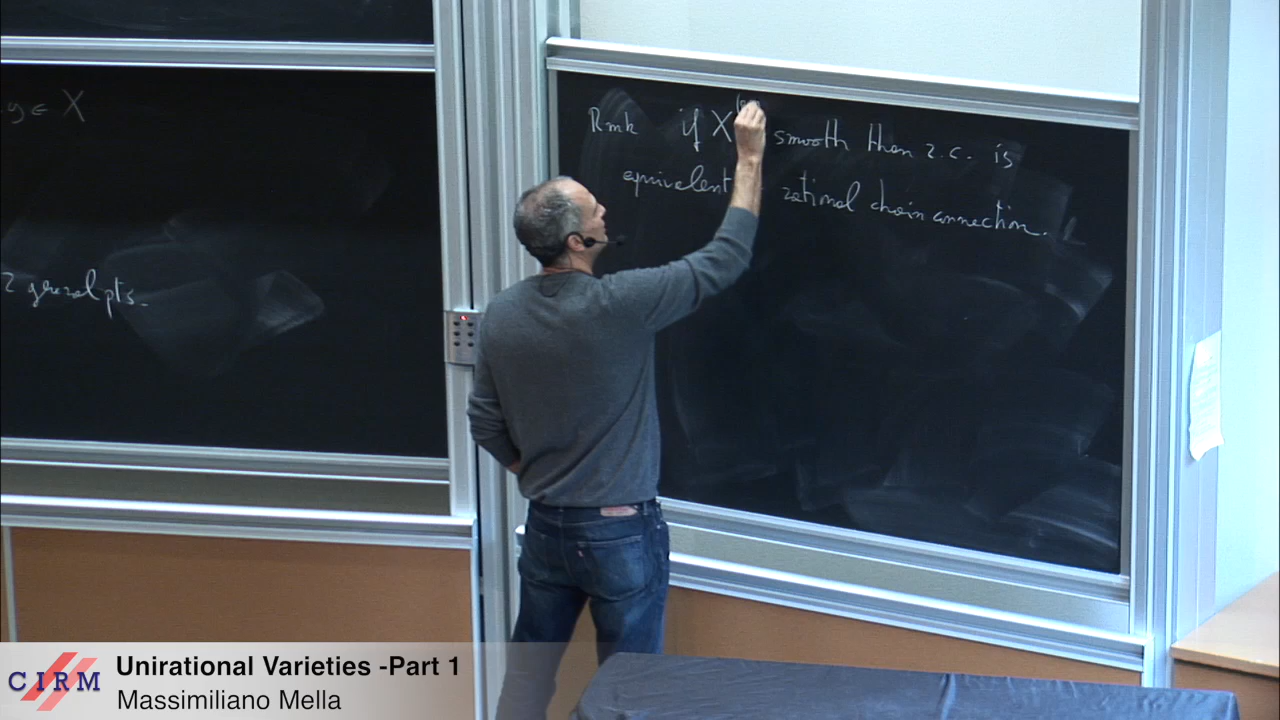 y ∈ X
2 general pts.
Rmk if X smooth then r.c. is
equivalent rational chain connection.
CIRM
Unirational Varieties -Part 1
Massimiliano Mella